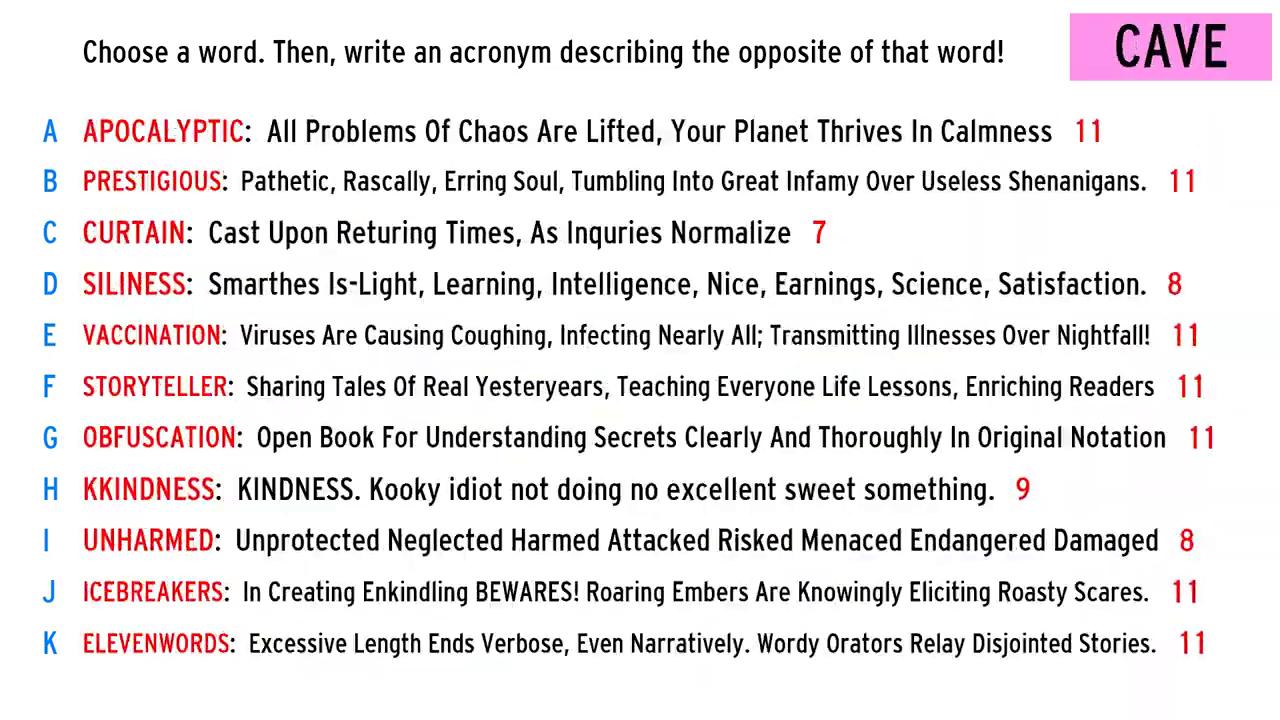 Choose a word. Then, write an acronym describing the opposite of that word!
CAVE
A APOCALYPTIC: All Problems Of Chaos Are Lifted, Your Planet Thrives In Calmness 11
B PRESTIGIOUS: Pathetic, Rascally, Erring Soul, Tumbling Into Great Infamy Over Useless Shenanigans. 11
C CURTAIN: Cast Upon Returing Times, As Inquries Normalize 7
D SILINESS: Smarthes Is-Light, Learning, Intelligence, Nice, Earnings, Science, Satisfaction. 8
E VACCINATION: Viruses Are Causing Coughing, Infecting Nearly All; Transmitting Illnesses Over Nightfall! 11
F STORYTELLER: Sharing Tales Of Real Yesteryears, Teaching Everyone Life Lessons, Enriching Readers 11
G OBFUSCATION: Open Book For Understanding Secrets Clearly And Thoroughly In Original Notation 11
H KKINDNESS: KINDNESS. Kooky idiot not doing no excellent sweet something. 9
I UNHARMED: Unprotected Neglected Harmed Attacked Risked Menaced Endangered Damaged 8
J ICEBREAKERS: In Creating Enkindling BEWARES! Roaring Embers Are Knowingly Eliciting Roasty Scares. 11
K ELEVENWORDS: Excessive Length Ends Verbose, Even Narratively. Wordy Orators Relay Disjointed Stories. 11